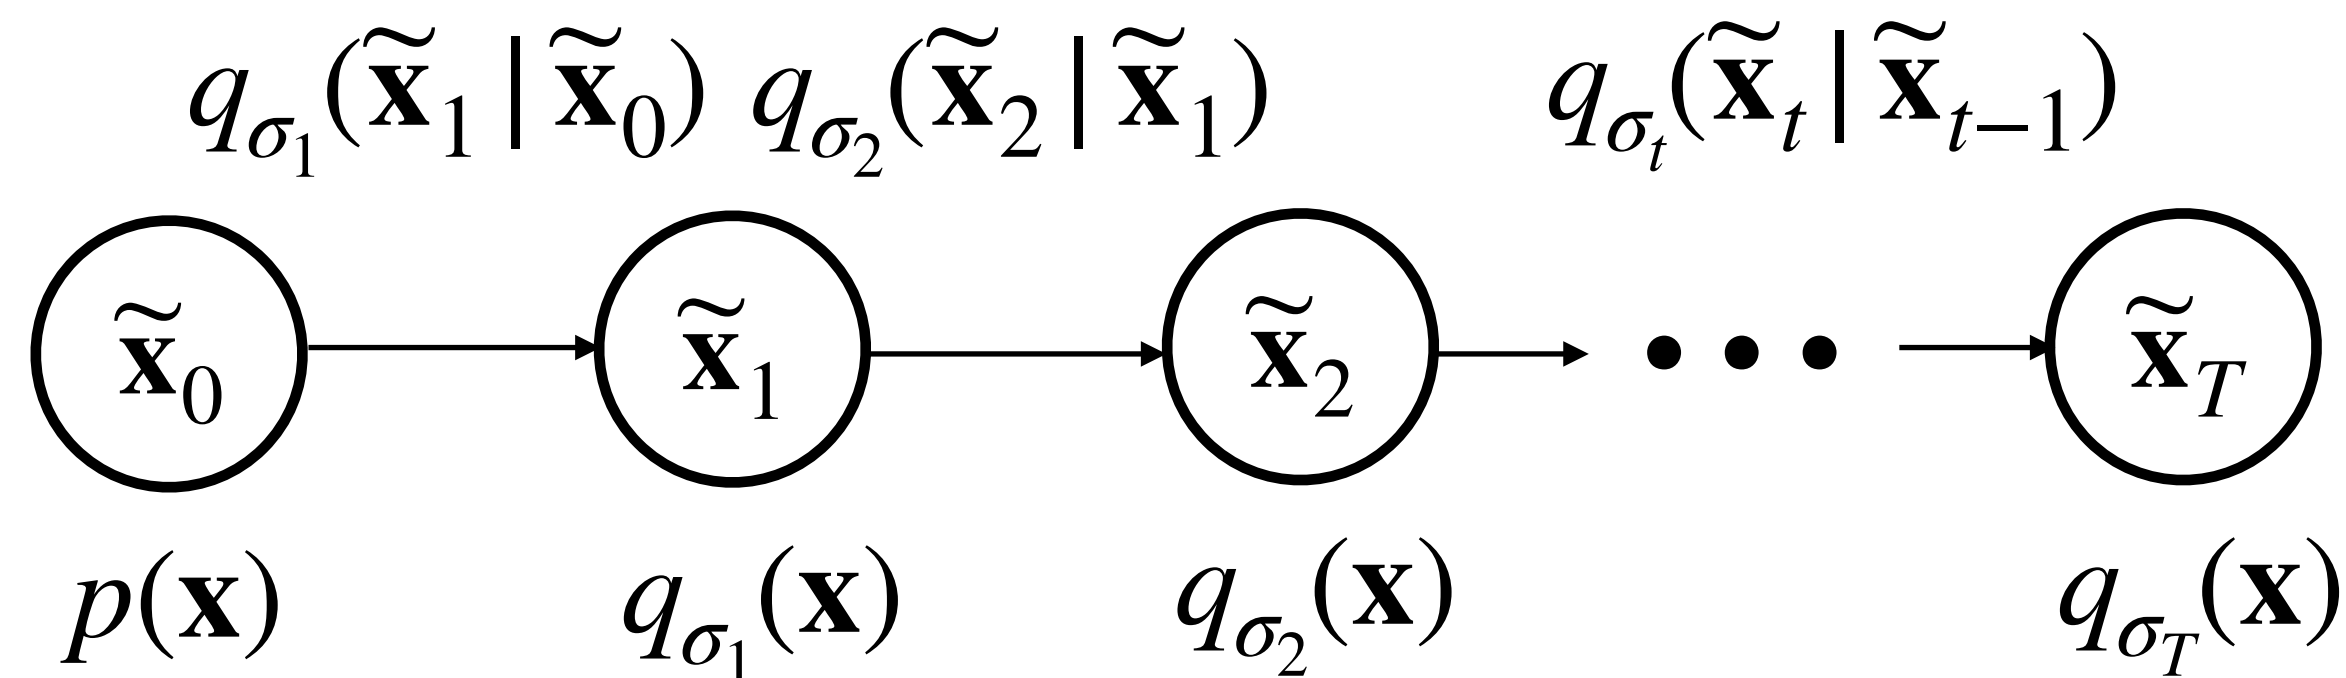 q_{σ_1}(x̃_1 | x̃_0) q_{σ_2}(x̃_2 | x̃_1) q_{σ_t}(x̃_t | x̃_{t−1})
x̃_0 x̃_1 x̃_2 • • • x̃_T
p(x) q_{σ_1}(x) q_{σ_2}(x) q_{σ_T}(x)